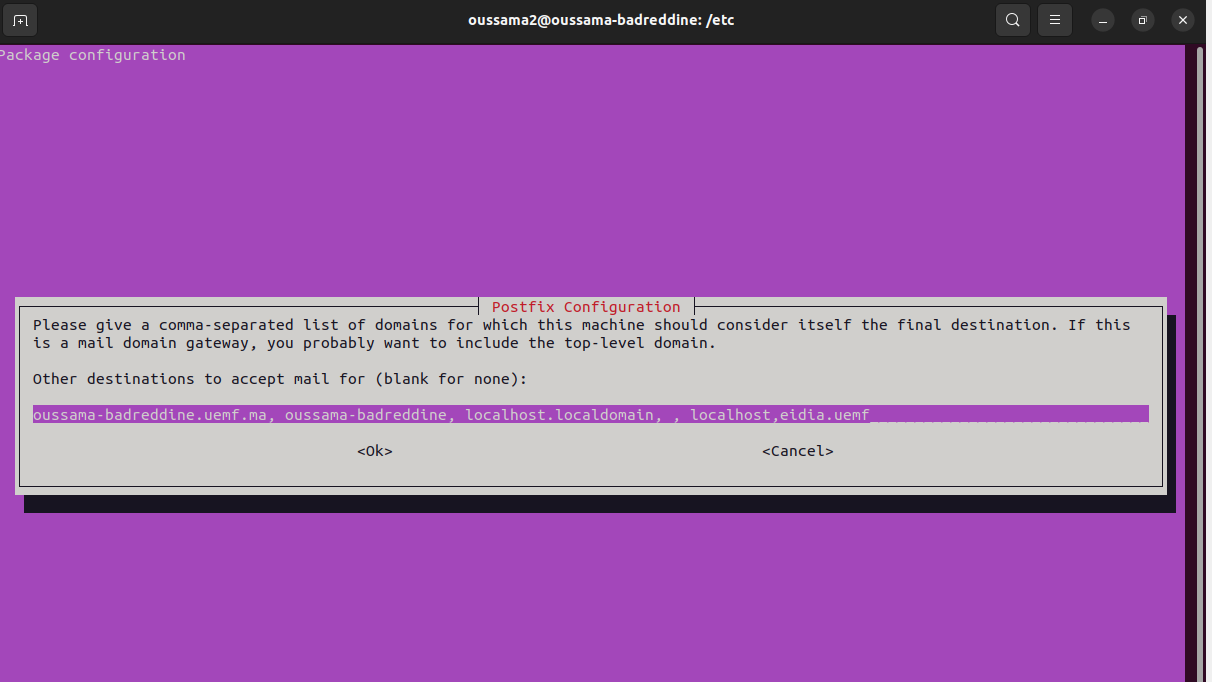 oussama2@oussama-badreddine: /etc
Package configuration
Postfix Configuration
Please give a comma-separated list of domains for which this machine should consider itself the final destination. If this
is a mail domain gateway, you probably want to include the top-level domain.
Other destinations to accept mail for (blank for none):
oussama-badreddine.uemf.ma, oussama-badreddine, localhost.localdomain, , localhost,eidia.uemf
<Ok> <Cancel>